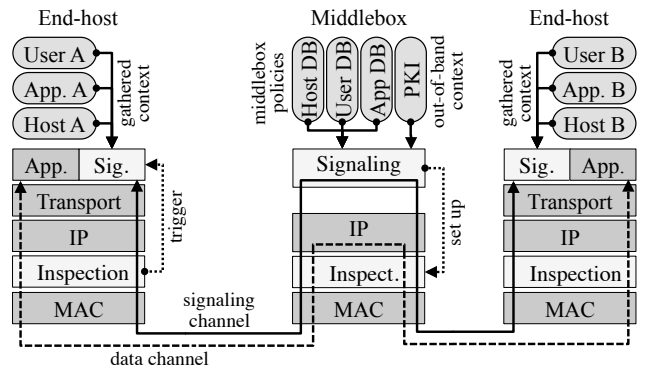 End-host
Middlebox
End-host
User A
App. A
Host A
gathered
context
middlebox
policies
Host DB
User DB
App DB
PKI
out-of-band
context
gathered
context
User B
App. B
Host B
App.
Sig.
Signaling
Sig.
App.
Transport
Transport
trigger
set up
IP
IP
IP
Inspection
Inspect.
Inspection
MAC
MAC
MAC
signaling
channel
data channel